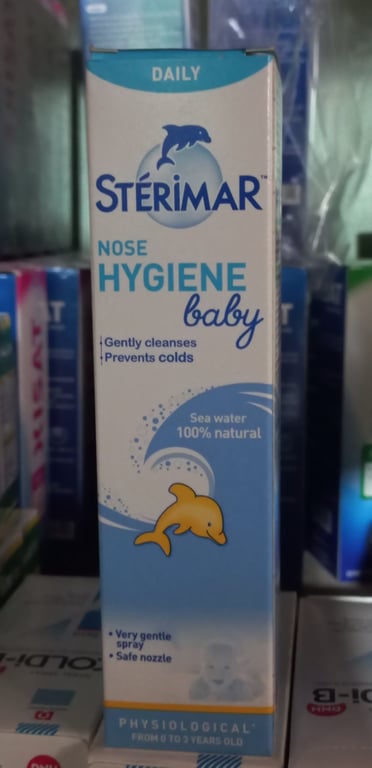 DAILY
STÉRIMAR™
NOSE
HYGIENE
baby
Gently cleanses
Prevents colds
Sea water
100% natural
• Very gentle
spray
• Safe nozzle
PHYSIOLOGICAL*
FROM 0 TO 3 YEARS OLD